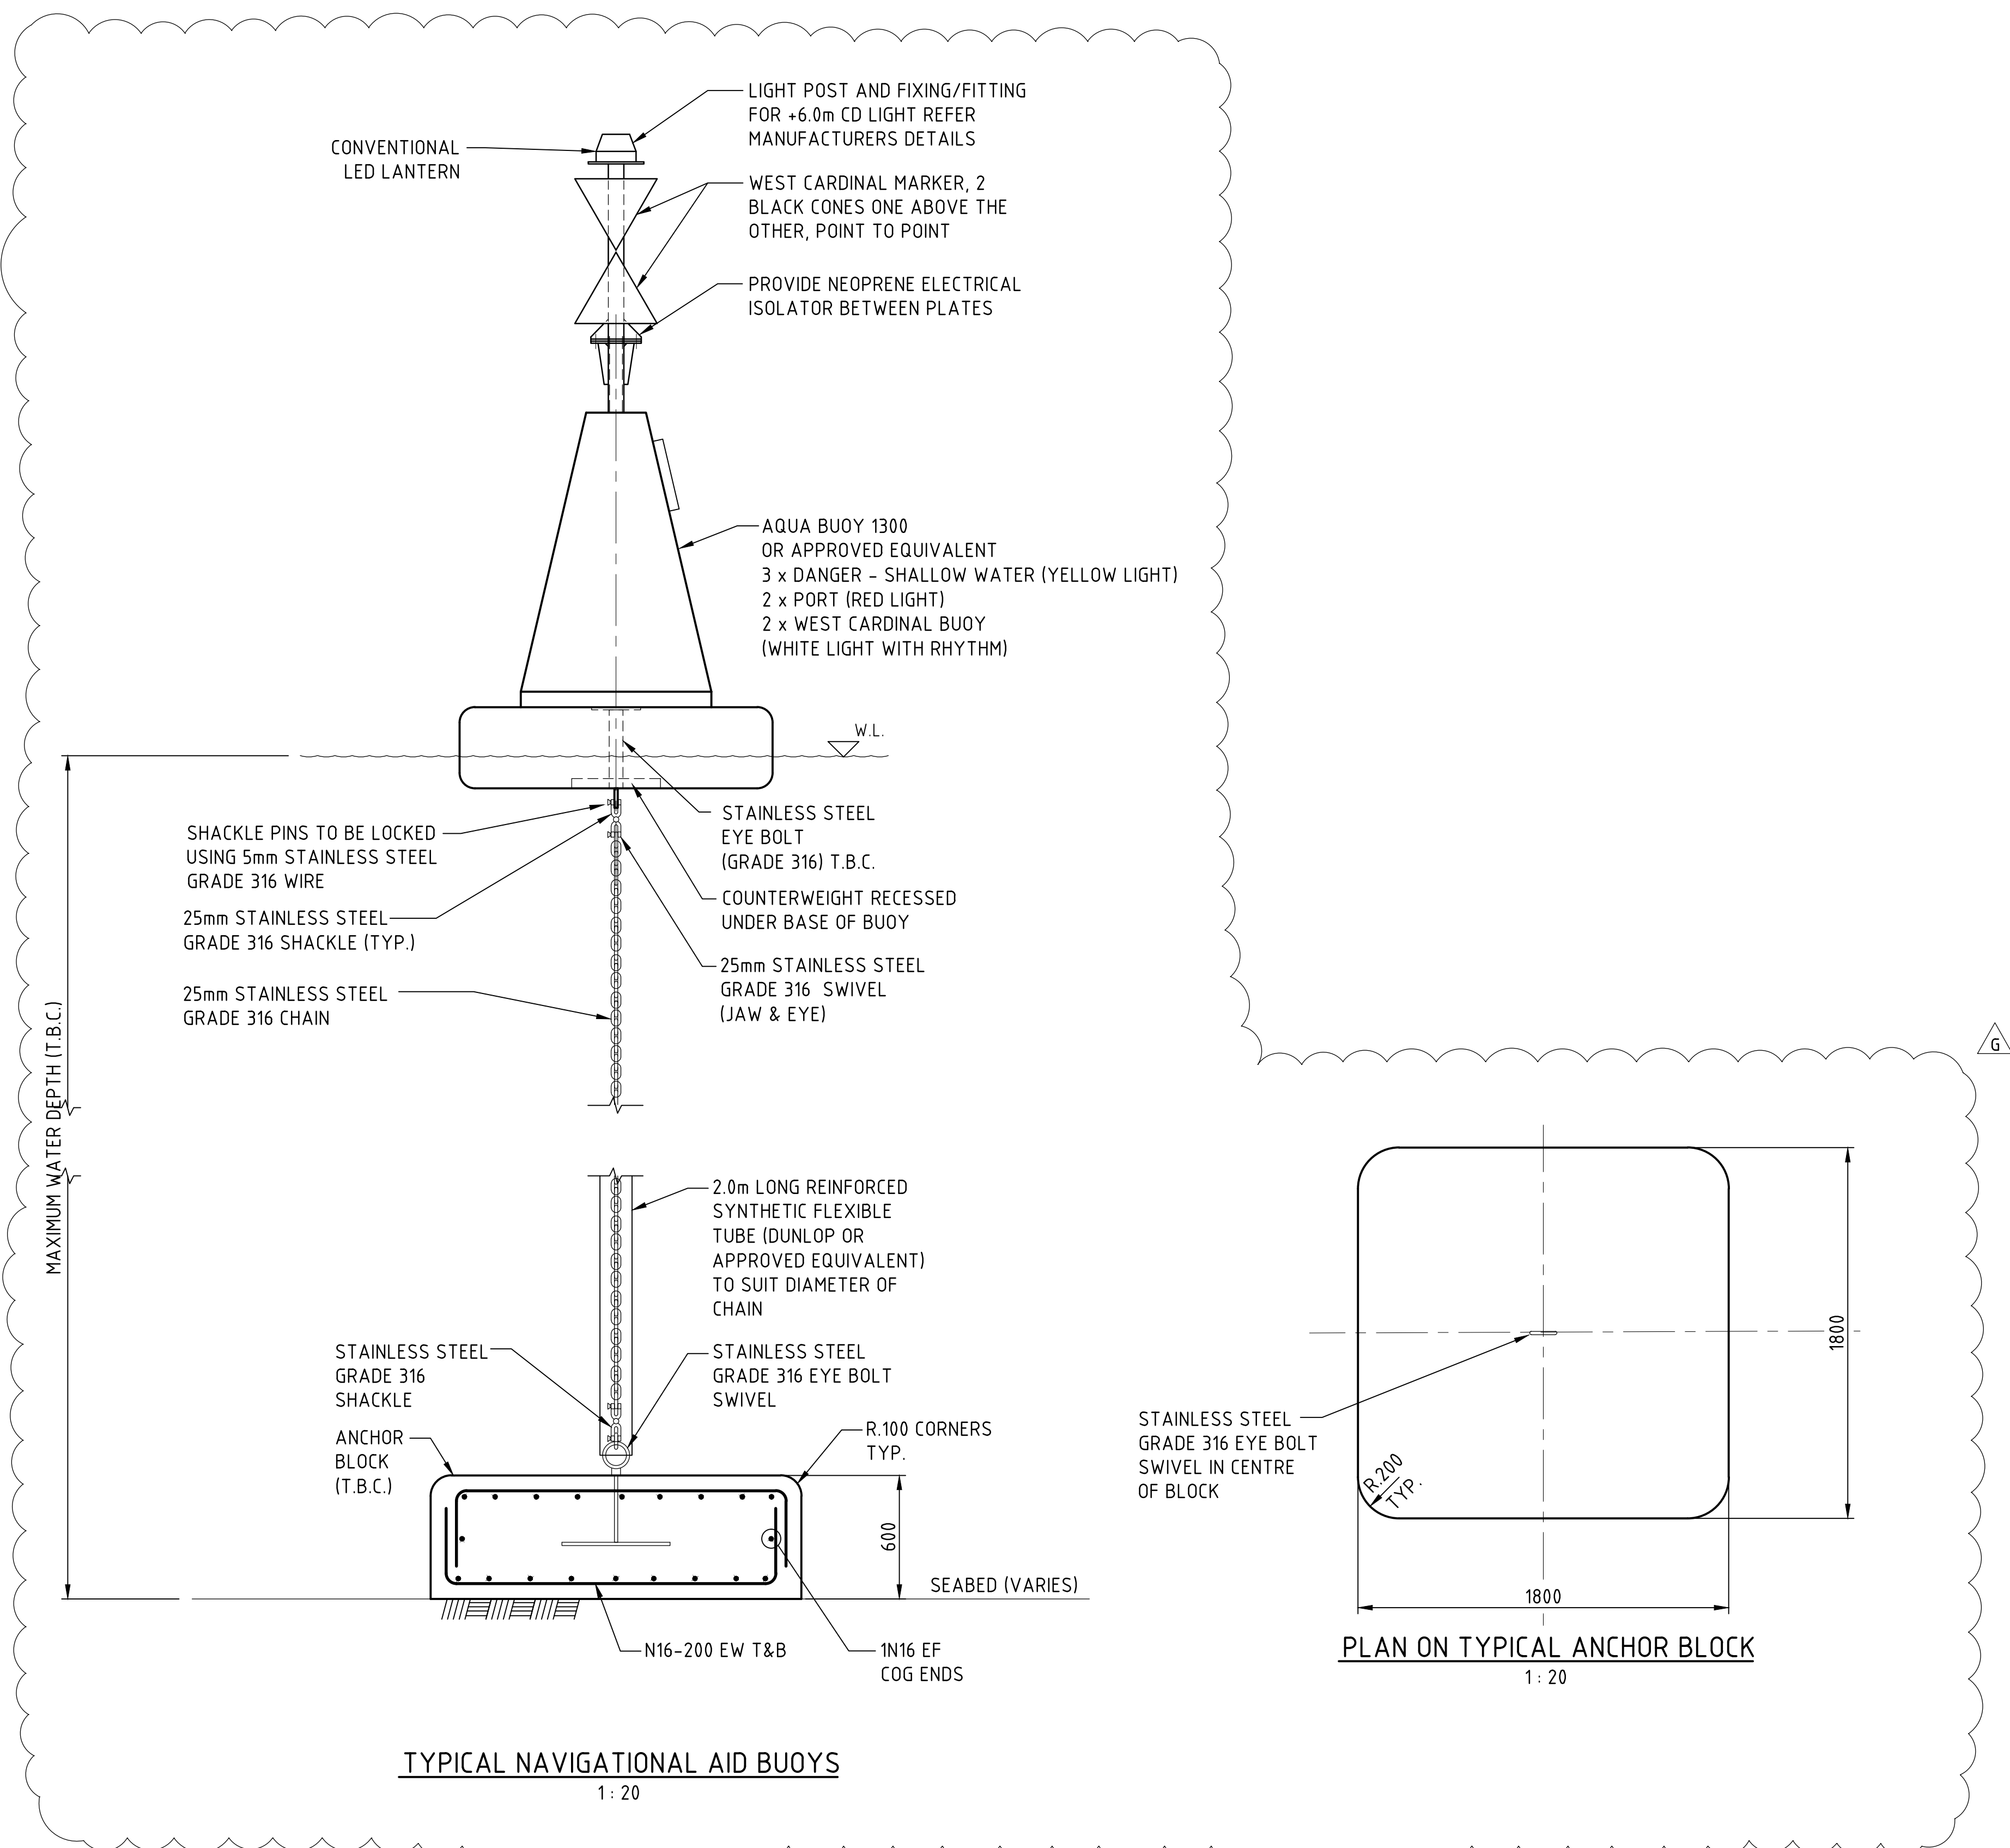 LIGHT POST AND FIXING/FITTING
FOR +6.0m CD LIGHT REFER
MANUFACTURERS DETAILS
CONVENTIONAL
LED LANTERN
WEST CARDINAL MARKER, 2
BLACK CONES ONE ABOVE THE
OTHER, POINT TO POINT
PROVIDE NEOPRENE ELECTRICAL
ISOLATOR BETWEEN PLATES
AQUA BUOY 1300
OR APPROVED EQUIVALENT
3 x DANGER - SHALLOW WATER (YELLOW LIGHT)
2 x PORT (RED LIGHT)
2 x WEST CARDINAL BUOY
(WHITE LIGHT WITH RHYTHM)
W.L.
STAINLESS STEEL
EYE BOLT
(GRADE 316) T.B.C.
SHACKLE PINS TO BE LOCKED
USING 5mm STAINLESS STEEL
GRADE 316 WIRE
COUNTERWEIGHT RECESSED
UNDER BASE OF BUOY
25mm STAINLESS STEEL
GRADE 316 SHACKLE (TYP.)
25mm STAINLESS STEEL
GRADE 316 SWIVEL
(JAW & EYE)
25mm STAINLESS STEEL
GRADE 316 CHAIN
MAXIMUM WATER DEPTH (T.B.C.)
G
2.0m LONG REINFORCED
SYNTHETIC FLEXIBLE
TUBE (DUNLOP OR
APPROVED EQUIVALENT)
TO SUIT DIAMETER OF
CHAIN
STAINLESS STEEL
GRADE 316
SHACKLE
STAINLESS STEEL
GRADE 316 EYE BOLT
SWIVEL
ANCHOR
BLOCK
(T.B.C.)
R.100 CORNERS
TYP.
600
SEABED (VARIES)
N16-200 EW T&B
1N16 EF
COG ENDS
TYPICAL NAVIGATIONAL AID BUOYS
1 : 20
1800
STAINLESS STEEL
GRADE 316 EYE BOLT
SWIVEL IN CENTRE
OF BLOCK
R.200
TYP.
1800
PLAN ON TYPICAL ANCHOR BLOCK
1 : 20